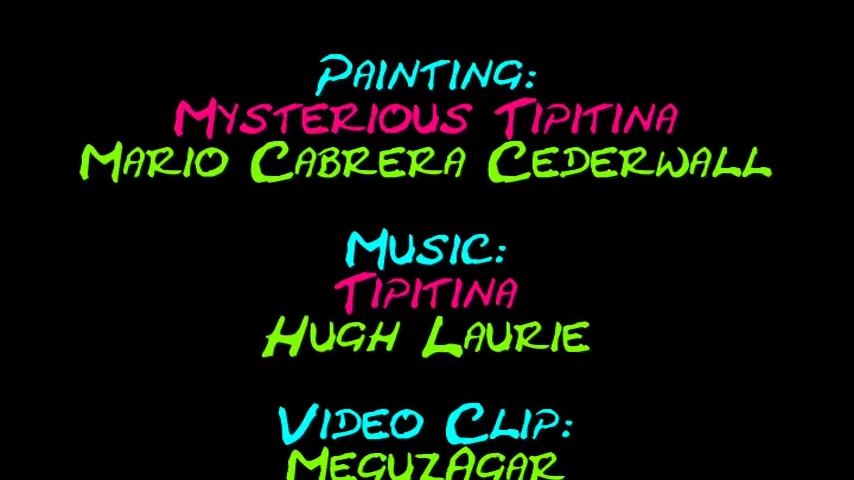 Painting:
Mysterious Tipitina
Mario Cabrera Cederwall
Music:
Tipitina
Hugh Laurie
Video Clip:
MeguzAgar